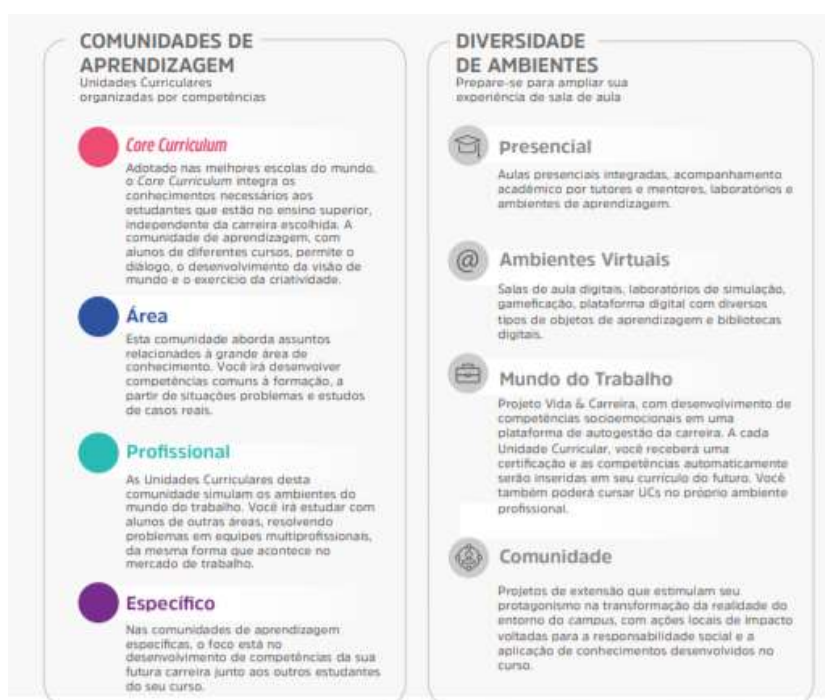 COMUNIDADES DE
APRENDIZAGEM
Unidades Curriculares
organizadas por competências
Core Curriculum
Adotado nas melhores escolas do mundo,
o Core Curriculum integra os
conhecimentos necessários aos
estudantes que estão no ensino superior,
independente da carreira escolhida. A
comunidade de aprendizagem, com
alunos de diferentes cursos, permite o
diálogo, o desenvolvimento da visão de
mundo e o exercício da criatividade.
Área
Esta comunidade aborda assuntos
relacionados à grande área de
conhecimento. Você irá desenvolver
competências comuns à formação, a
partir de situações problemas e estudos
de casos reais.
Profissional
As Unidades Curriculares desta
comunidade simulam os ambientes do
mundo do trabalho. Você irá estudar com
alunos de outras áreas, resolvendo
problemas em equipes multiprofissionais,
da mesma forma que acontece no
mercado de trabalho.
Específico
Nas comunidades de aprendizagem
específicas, o foco está no
desenvolvimento de competências da sua
futura carreira junto aos outros estudantes
do seu curso.
DIVERSIDADE
DE AMBIENTES
Prepare-se para ampliar sua
experiência de sala de aula
Presencial
Aulas presenciais integradas, acompanhamento
acadêmico por tutores e mentores, laboratórios e
ambientes de aprendizagem.
@ Ambientes Virtuais
Salas de aula digitais, laboratórios de simulação,
gameficação, plataforma digital com diversos
tipos de objetos de aprendizagem e bibliotecas
digitais.
Mundo do Trabalho
Projeto Vida & Carreira, com desenvolvimento de
competências socioemocionais em uma
plataforma de autogestão da carreira. A cada
Unidade Curricular, você receberá uma
certificação e as competências automaticamente
serão inseridas em seu currículo do futuro. Você
também poderá cursar UCs no próprio ambiente
profissional.
Comunidade
Projetos de extensão que estimulam seu
protagonismo na transformação da realidade do
entorno do campus, com ações locais de impacto
voltadas para a responsabilidade social e a
aplicação de conhecimentos desenvolvidos no
curso.